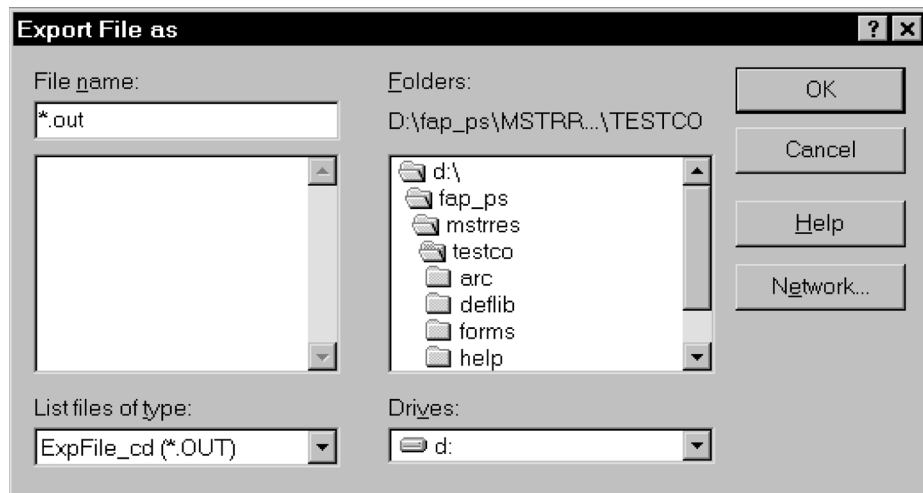 Export File as
File name:
*.out
Folders:
D:\fap_ps\MSTRR...\TESTCO
d:\
fap_ps
mstrres
testco
arc
deflib
forms
help
List files of type:
ExpFile_cd (*.OUT)
Drives:
d:
OK
Cancel
Help
Network...